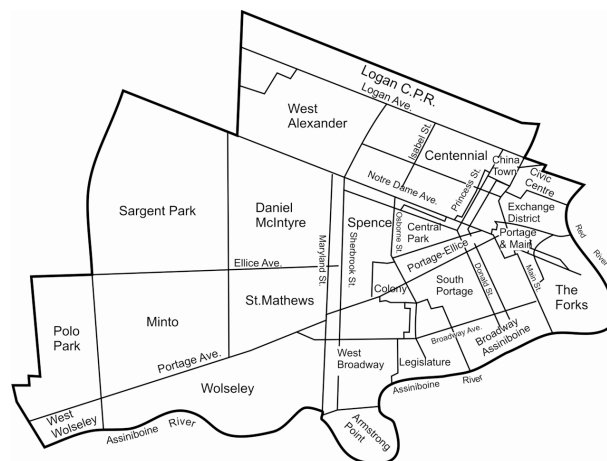 Logan C.P.R.
Logan Ave.
West
Alexander
Isabel St.
Centennial
China
Town
Civic
Centre
Princess St.
Notre Dame Ave.
Exchange
District
Red
River
Sargent Park
Daniel
McIntyre
Spence
Osborne St.
Central
Park
Portage
& Main
Portage-Ellice
Maryland St.
Sherbrook St.
Ellice Ave.
Colony
South
Portage
Donald St.
Main St.
The
Forks
Polo
Park
Minto
St.Mathews
Portage Ave.
Broadway Ave.
Broadway
Assiniboine
West
Broadway
Legislature
Wolseley
Assiniboine
River
West
Wolseley
Assiniboine
River
Armstrong
Point